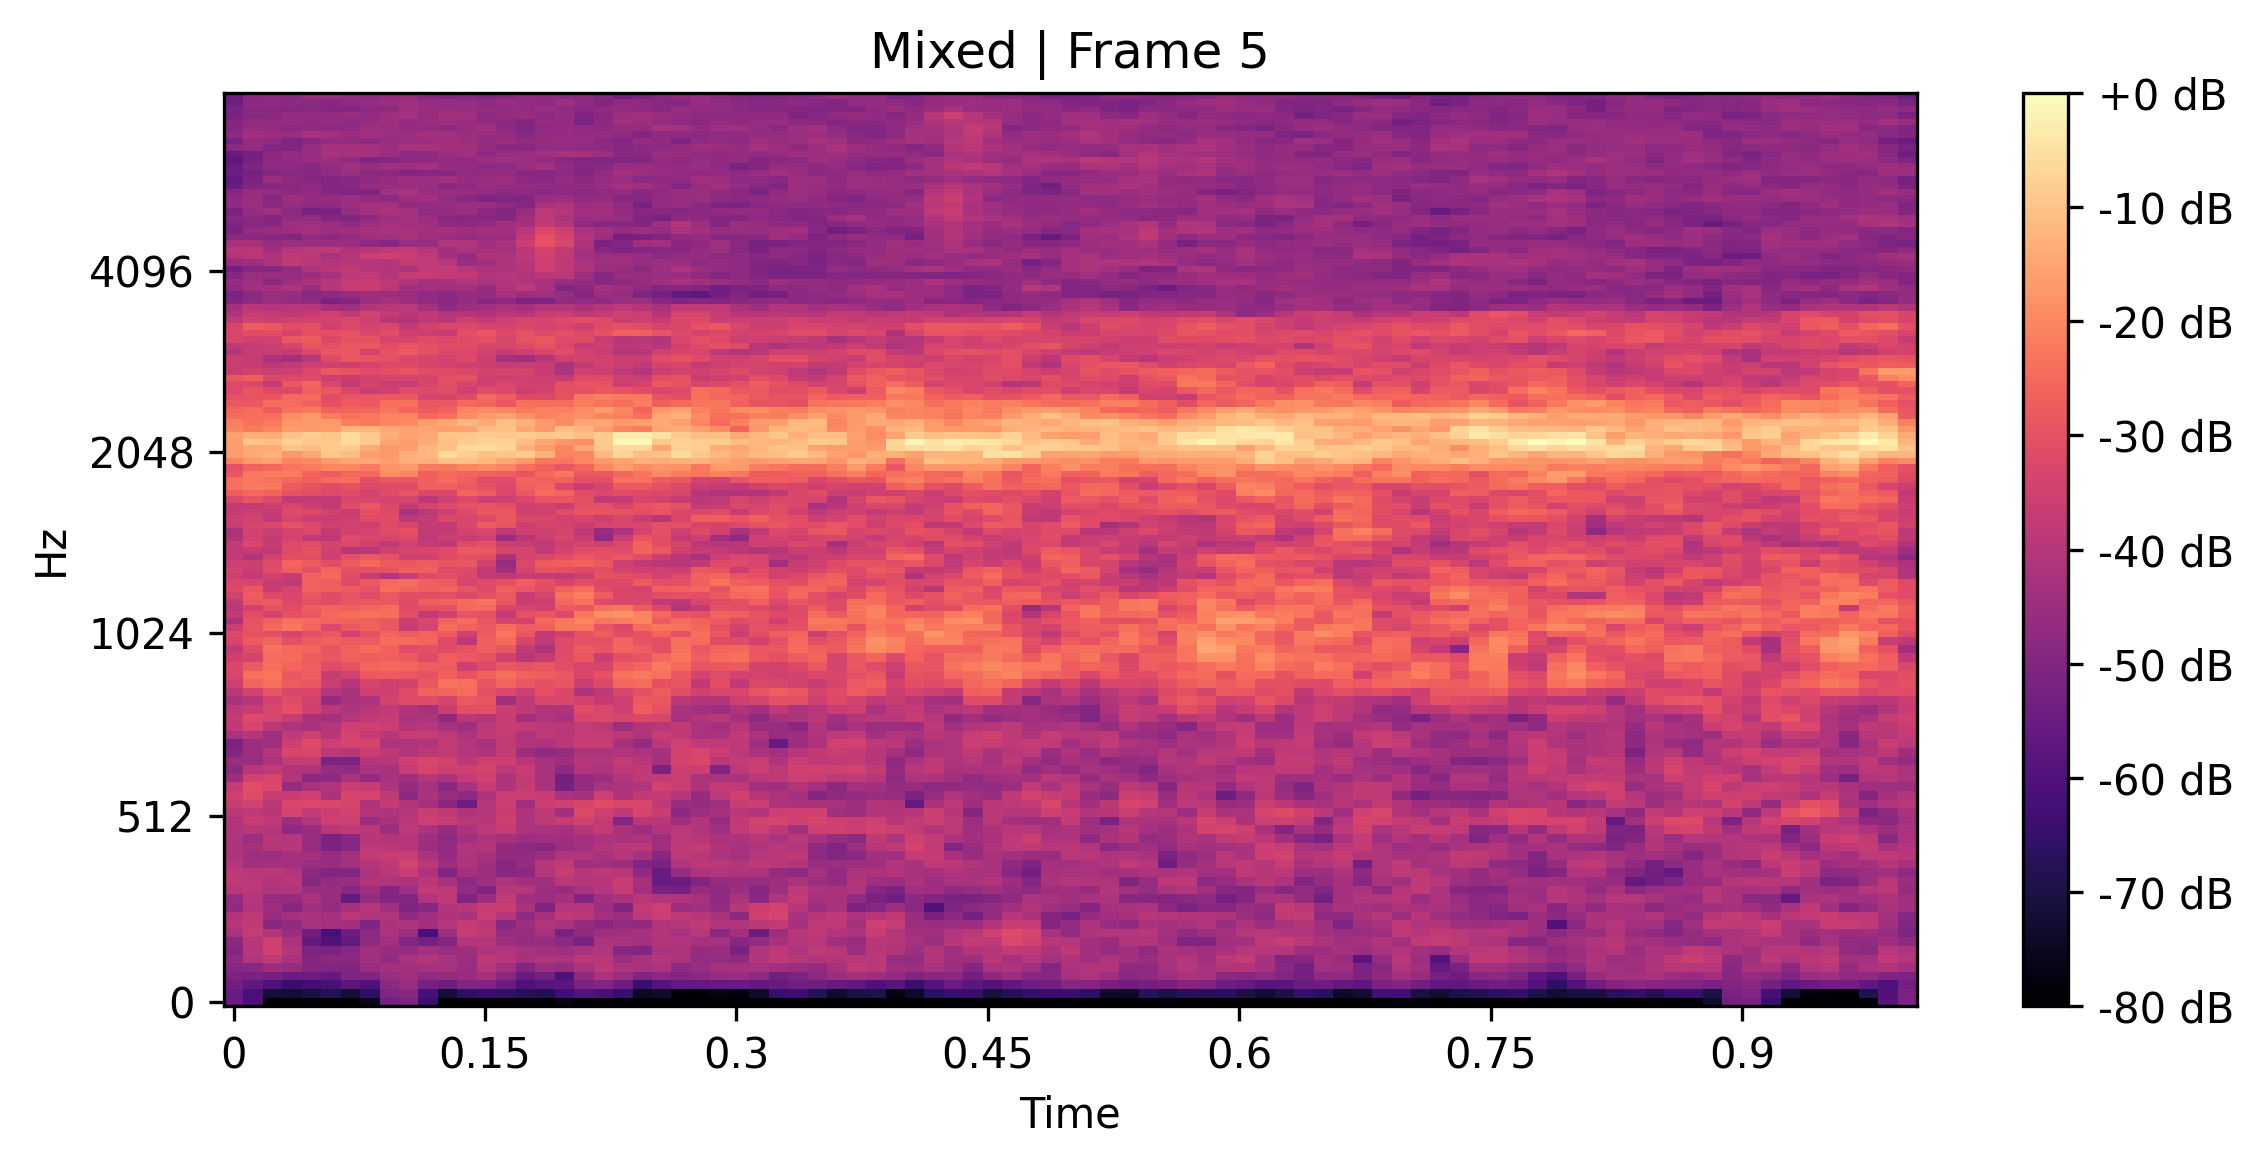 Mixed | Frame 5
Hz
4096
2048
1024
512
0
0 0.15 0.3 0.45 0.6 0.75 0.9
Time
+0 dB
-10 dB
-20 dB
-30 dB
-40 dB
-50 dB
-60 dB
-70 dB
-80 dB